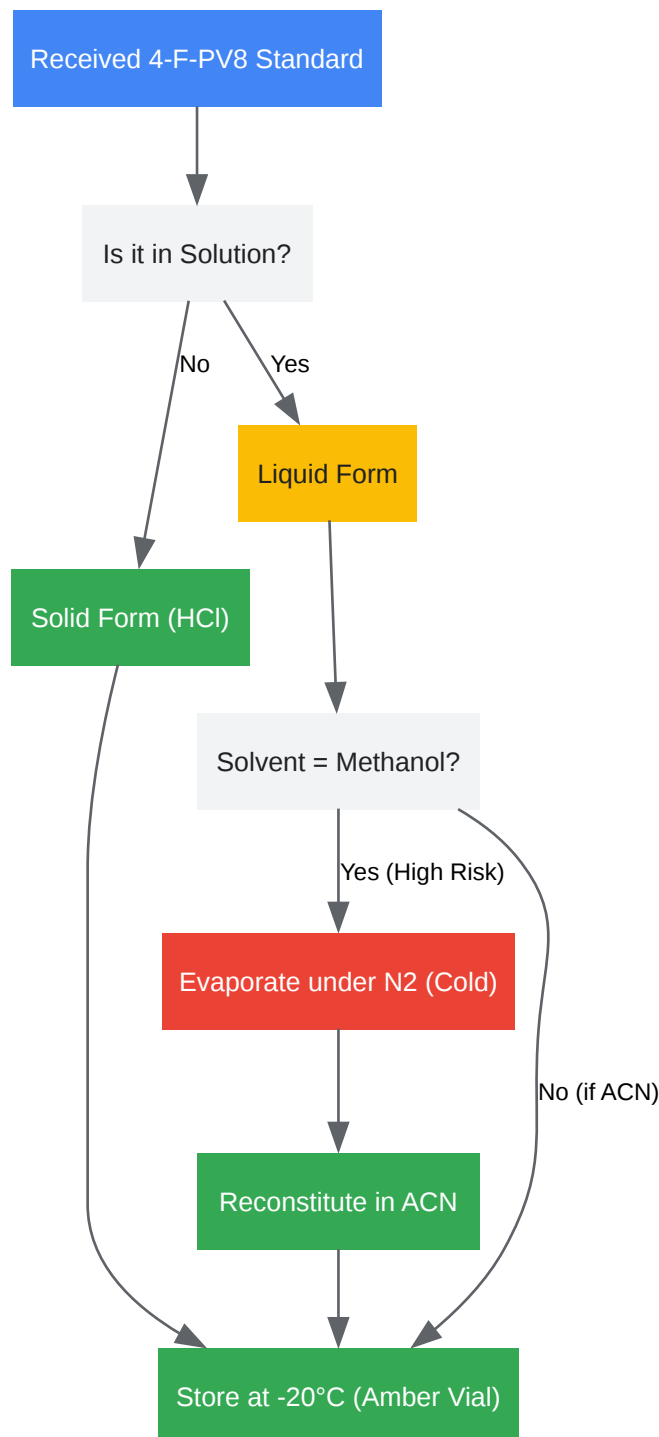 Received 4-F-PV8 Standard
Is it in Solution?
No
Yes
Liquid Form
Solid Form (HCl)
Solvent = Methanol?
Yes (High Risk)
Evaporate under N2 (Cold)
No (if ACN)
Reconstitute in ACN
Store at -20°C (Amber Vial)